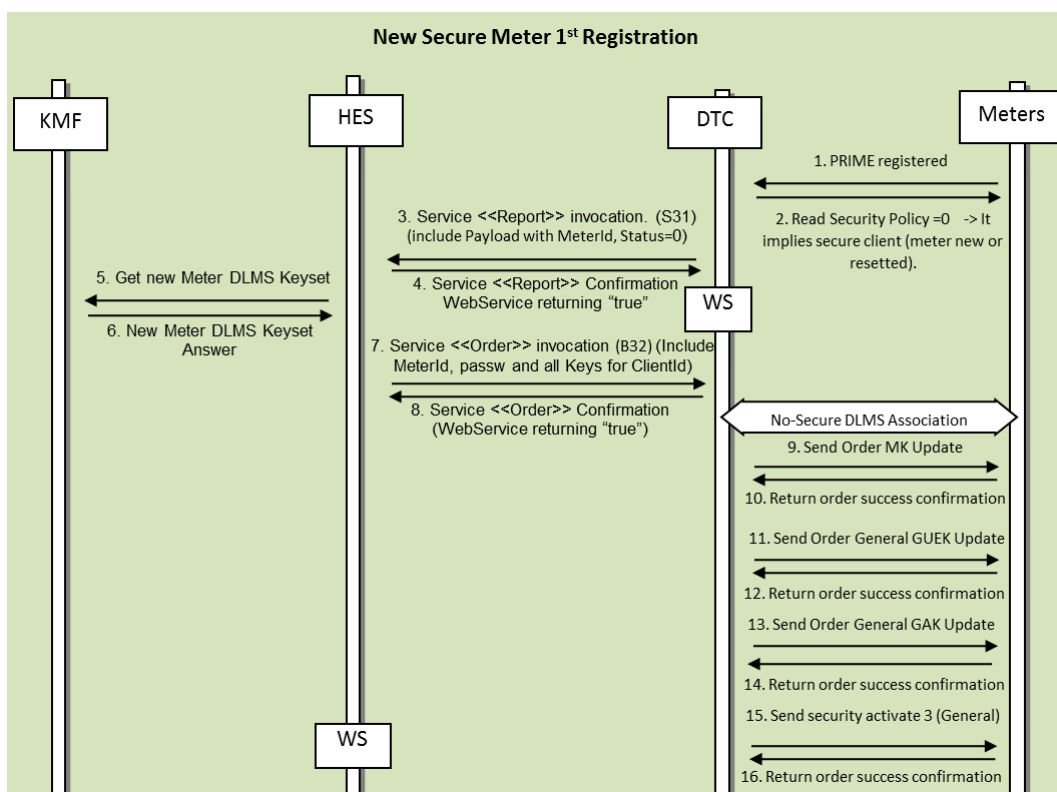 New Secure Meter 1st Registration
KMF
HES
DTC
Meters
1. PRIME registered
2. Read Security Policy =0 -> It
implies secure client (meter new or
resetted).
3. Service <<Report>> invocation. (S31)
(include Payload with MeterId, Status=0)
4. Service <<Report>> Confirmation
WebService returning “true”
WS
5. Get new Meter DLMS Keyset
6. New Meter DLMS Keyset
Answer
7. Service <<Order>> invocation (B32) (Include
MeterId, passw and all Keys for ClientId)
8. Service <<Order>> Confirmation
(WebService returning “true”)
No-Secure DLMS Association
9. Send Order MK Update
10. Return order success confirmation
11. Send Order General GUEK Update
12. Return order success confirmation
13. Send Order General GAK Update
14. Return order success confirmation
15. Send security activate 3 (General)
16. Return order success confirmation
WS